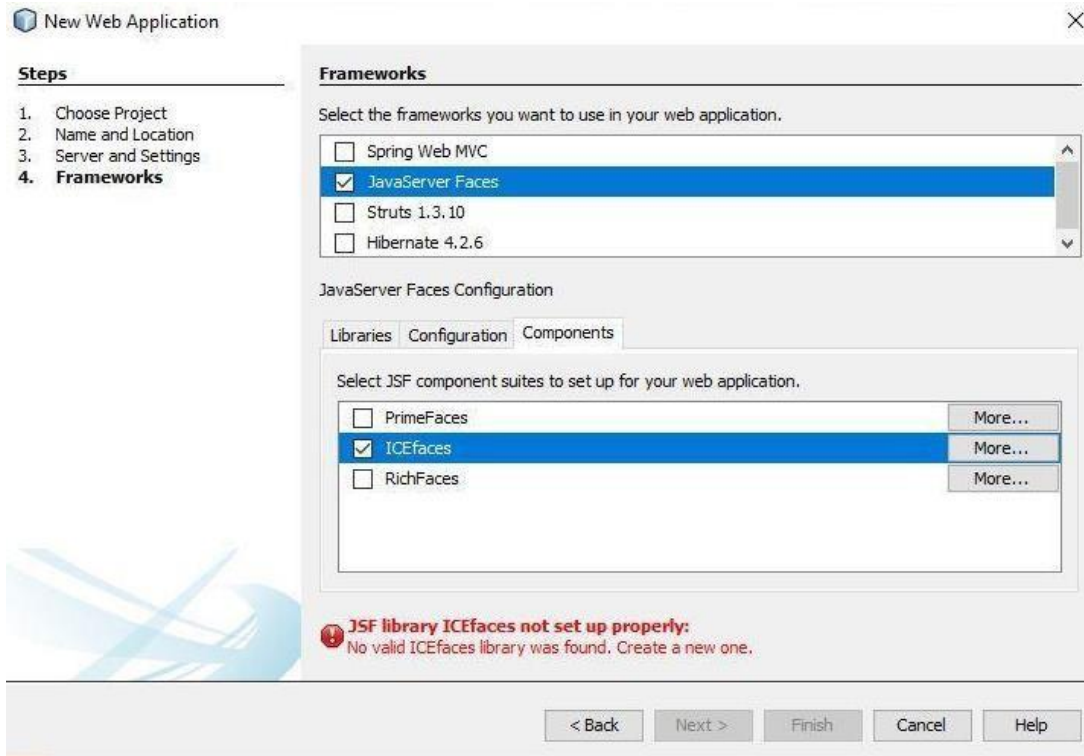 New Web Application
Steps
1. Choose Project
2. Name and Location
3. Server and Settings
4. Frameworks
Frameworks
Select the frameworks you want to use in your web application.
Spring Web MVC
JavaServer Faces
Struts 1.3.10
Hibernate 4.2.6
JavaServer Faces Configuration
Libraries Configuration Components
Select JSF component suites to set up for your web application.
PrimeFaces More...
ICEfaces More...
RichFaces More...
JSF library ICEfaces not set up properly:
No valid ICEfaces library was found. Create a new one.
< Back Next > Finish Cancel Help